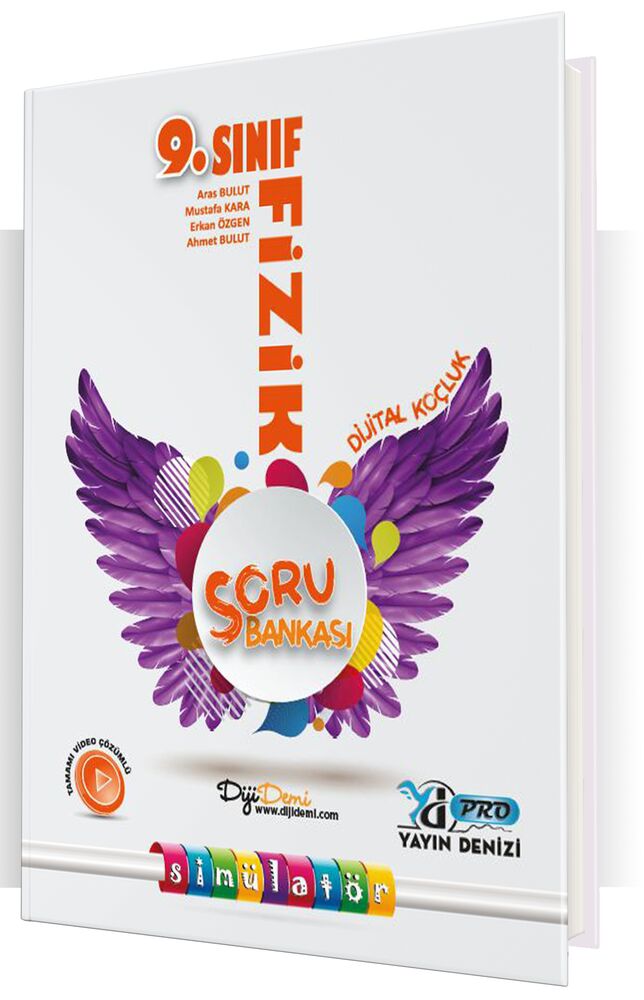 9. SINIF
Aras BULUT
Mustafa KARA
Erkan ÖZGEN
Ahmet BULUT
FİZİK
DİJİTAL KOÇLUK
SORU
BANKASI
TAMAMI VİDEO ÇÖZÜMLÜ
DijiDemi
www.dijidemi.com
yd PRO
YAYIN DENİZİ
simülatör